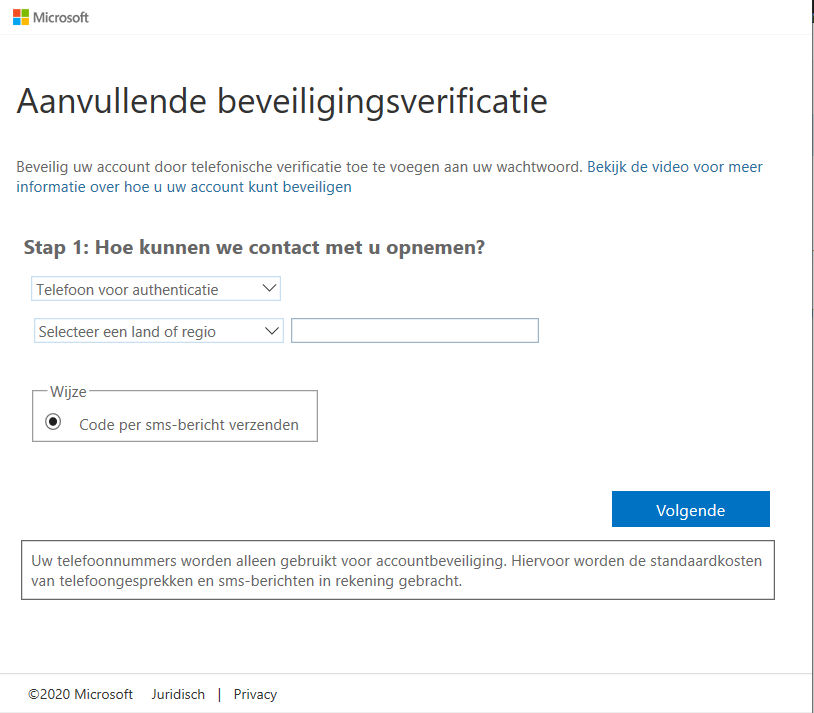 Microsoft
Aanvullende beveiligingsverificatie
Beveilig uw account door telefonische verificatie toe te voegen aan uw wachtwoord. Bekijk de video voor meer
informatie over hoe u uw account kunt beveiligen
Stap 1: Hoe kunnen we contact met u opnemen?
Telefoon voor authenticatie
Selecteer een land of regio
Wijze
Code per sms-bericht verzenden
Volgende
Uw telefoonnummers worden alleen gebruikt voor accountbeveiliging. Hiervoor worden de standaardkosten
van telefoongesprekken en sms-berichten in rekening gebracht.
©2020 Microsoft Juridisch | Privacy